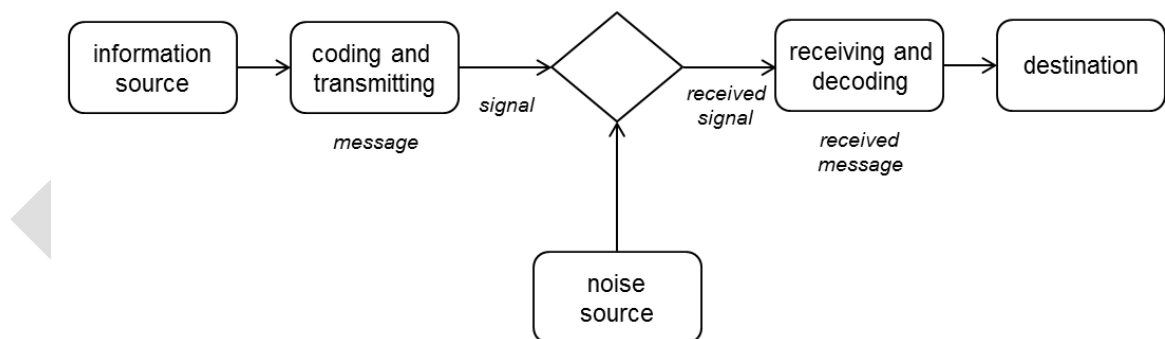 information
source
coding and
transmitting
message
signal
received
signal
receiving and
decoding
received
message
destination
noise
source